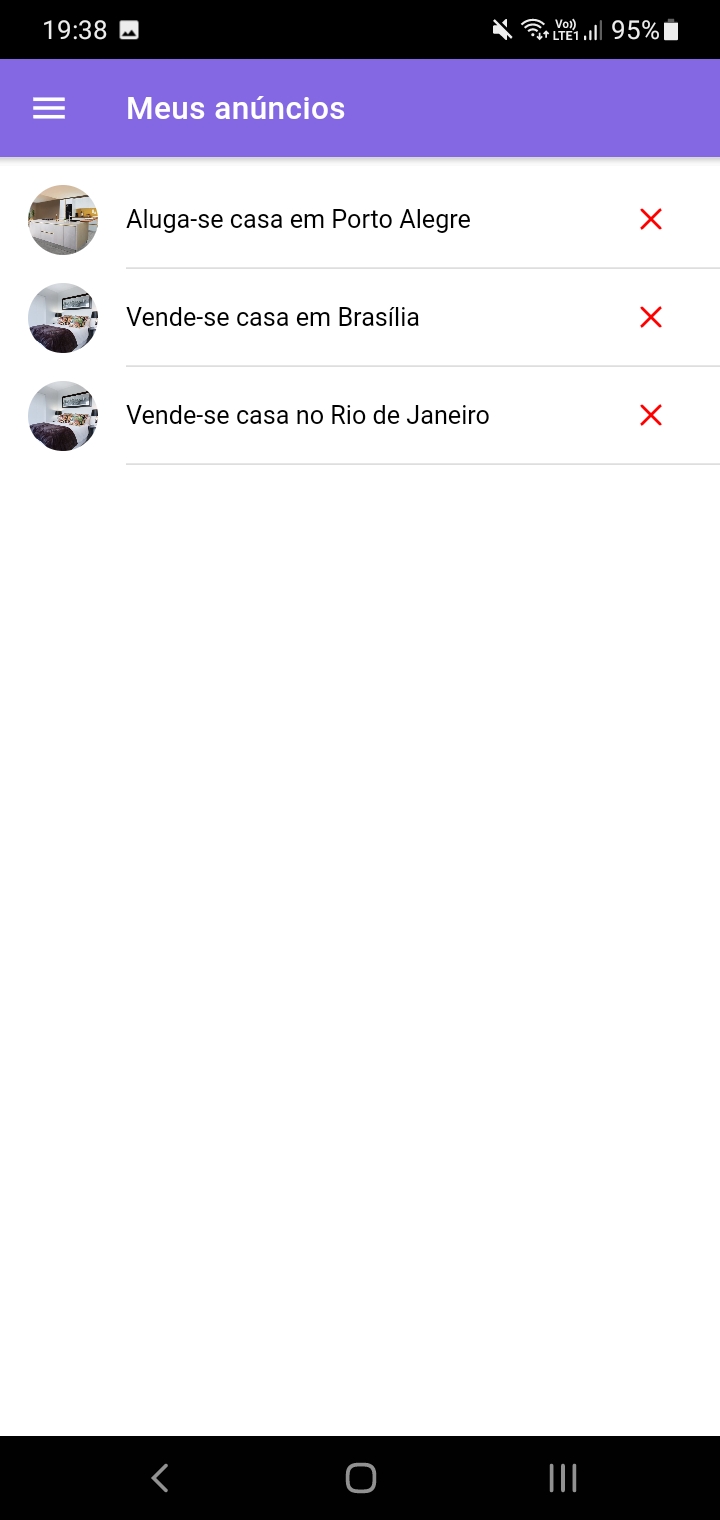 19:38
Vo))
LTE1
95%
Meus anúncios
Aluga-se casa em Porto Alegre
Vende-se casa em Brasília
Vende-se casa no Rio de Janeiro